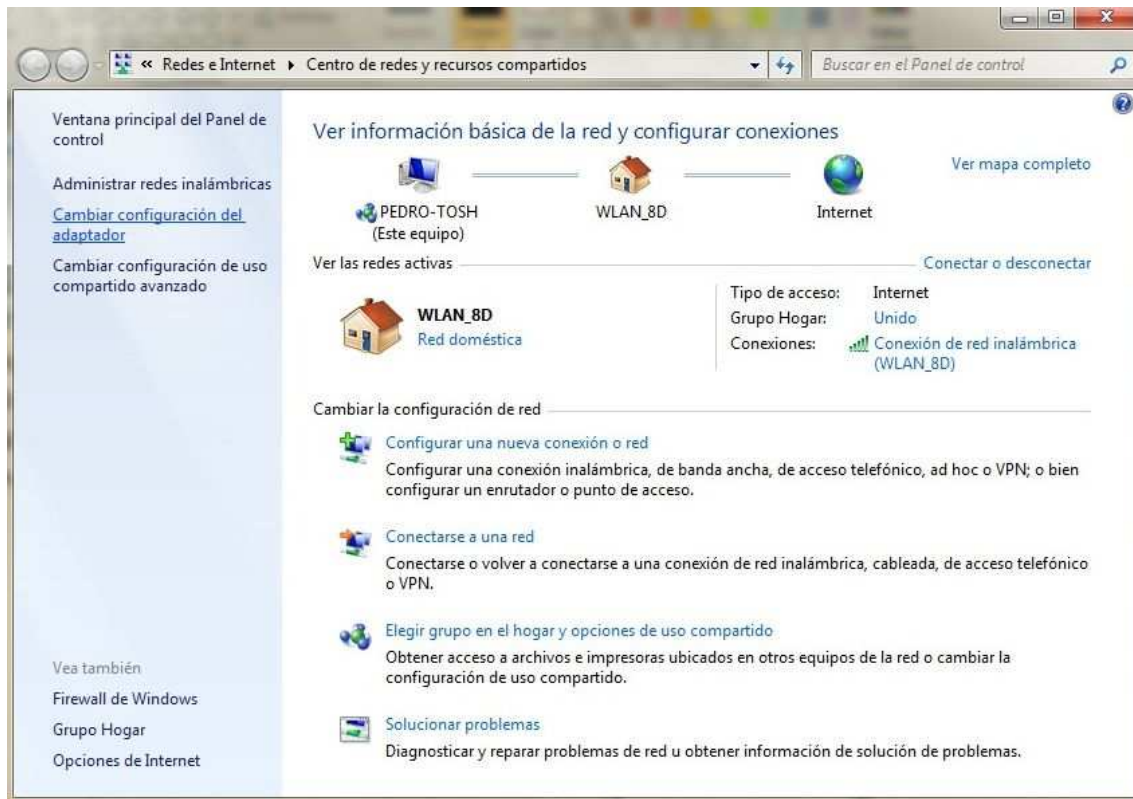 « Redes e Internet ▸ Centro de redes y recursos compartidos
Buscar en el Panel de control
Ventana principal del Panel de
control
Administrar redes inalámbricas
Cambiar configuración del
adaptador
Cambiar configuración de uso
compartido avanzado
Vea también
Firewall de Windows
Grupo Hogar
Opciones de Internet
Ver información básica de la red y configurar conexiones
Ver mapa completo
PEDRO-TOSH
(Este equipo)
WLAN_8D
Internet
Ver las redes activas
Conectar o desconectar
WLAN_8D
Red doméstica
Tipo de acceso: Internet
Grupo Hogar: Unido
Conexiones: Conexión de red inalámbrica
(WLAN_8D)
Cambiar la configuración de red
Configurar una nueva conexión o red
Configurar una conexión inalámbrica, de banda ancha, de acceso telefónico, ad hoc o VPN; o bien
configurar un enrutador o punto de acceso.
Conectarse a una red
Conectarse o volver a conectarse a una conexión de red inalámbrica, cableada, de acceso telefónico
o VPN.
Elegir grupo en el hogar y opciones de uso compartido
Obtener acceso a archivos e impresoras ubicados en otros equipos de la red o cambiar la
configuración de uso compartido.
Solucionar problemas
Diagnosticar y reparar problemas de red u obtener información de solución de problemas.